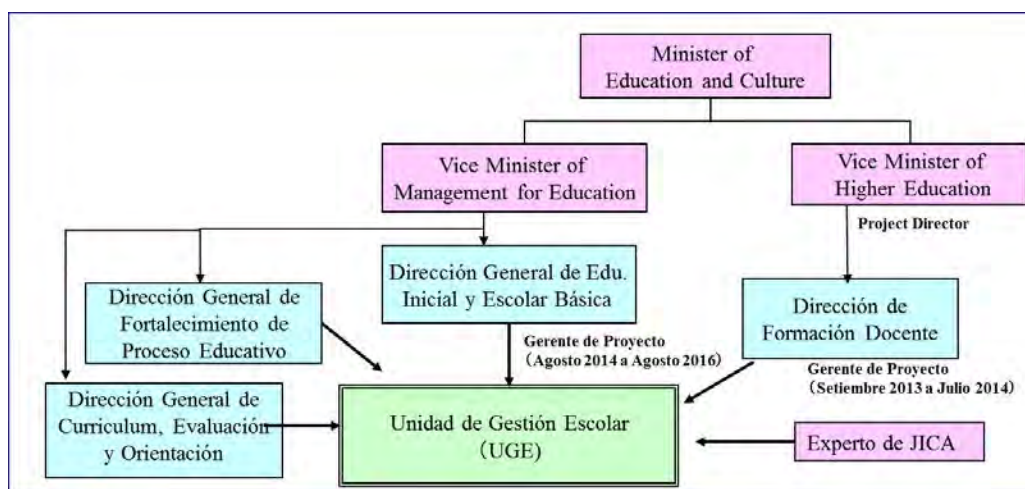 Minister of
Education and Culture
Vice Minister of
Management for Education
Vice Minister of
Higher Education
Project Director
Dirección General de Edu.
Inicial y Escolar Básica
Dirección General de
Fortalecimiento de
Proceso Educativo
Dirección de
Formación Docente
Gerente de Proyecto
(Agosto 2014 a Agosto 2016)
Gerente de Proyecto
(Setiembre 2013 a Julio 2014)
Dirección General de
Curriculum, Evaluación
y Orientación
Unidad de Gestión Escolar
(UGE)
Experto de JICA